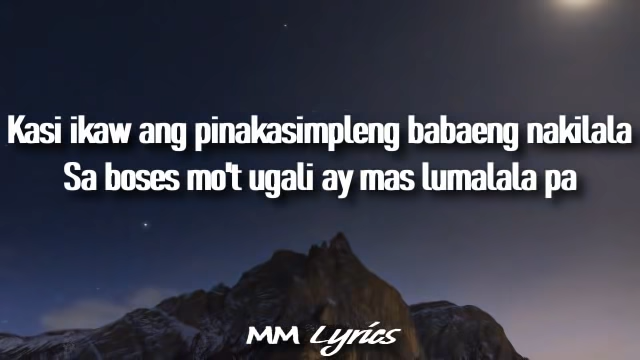 Kasi ikaw ang pinakasimpleng babaeng nakilala
Sa boses mo't ugali ay mas lumalala pa
MM Lyrics